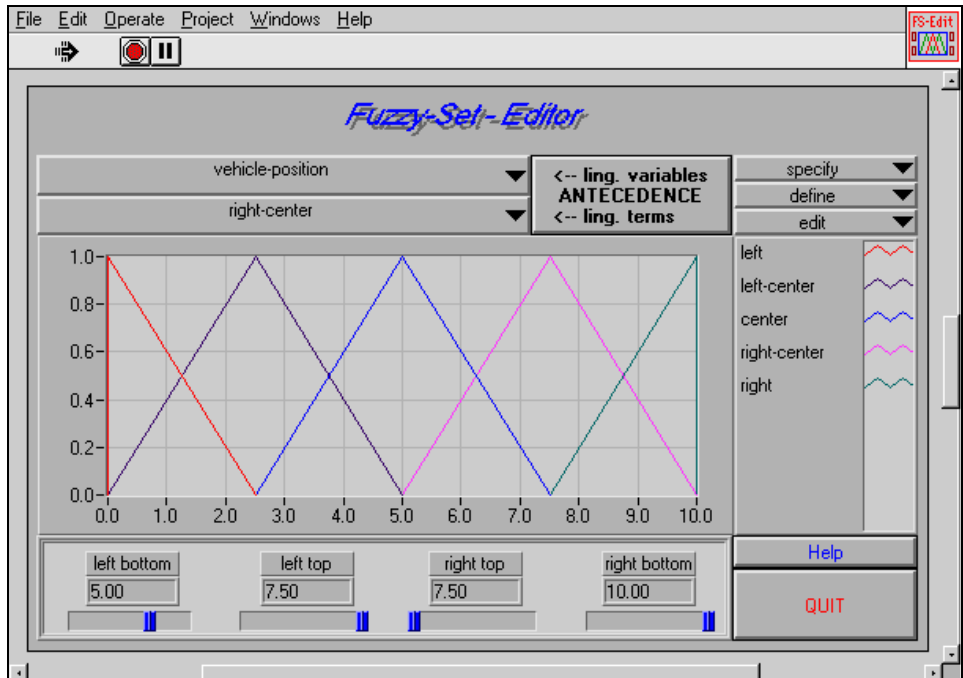 File Edit Operate Project Windows Help
FS-Edit
Fuzzy-Set-Editor
vehicle-position
right-center
<-- ling. variables
ANTECEDENCE
<-- ling. terms
specify
define
edit
1.0
0.8
0.6
0.4
0.2
0.0
0.0 1.0 2.0 3.0 4.0 5.0 6.0 7.0 8.0 9.0 10.0
left
left-center
center
right-center
right
left bottom left top right top right bottom
5.00 7.50 7.50 10.00
Help
QUIT